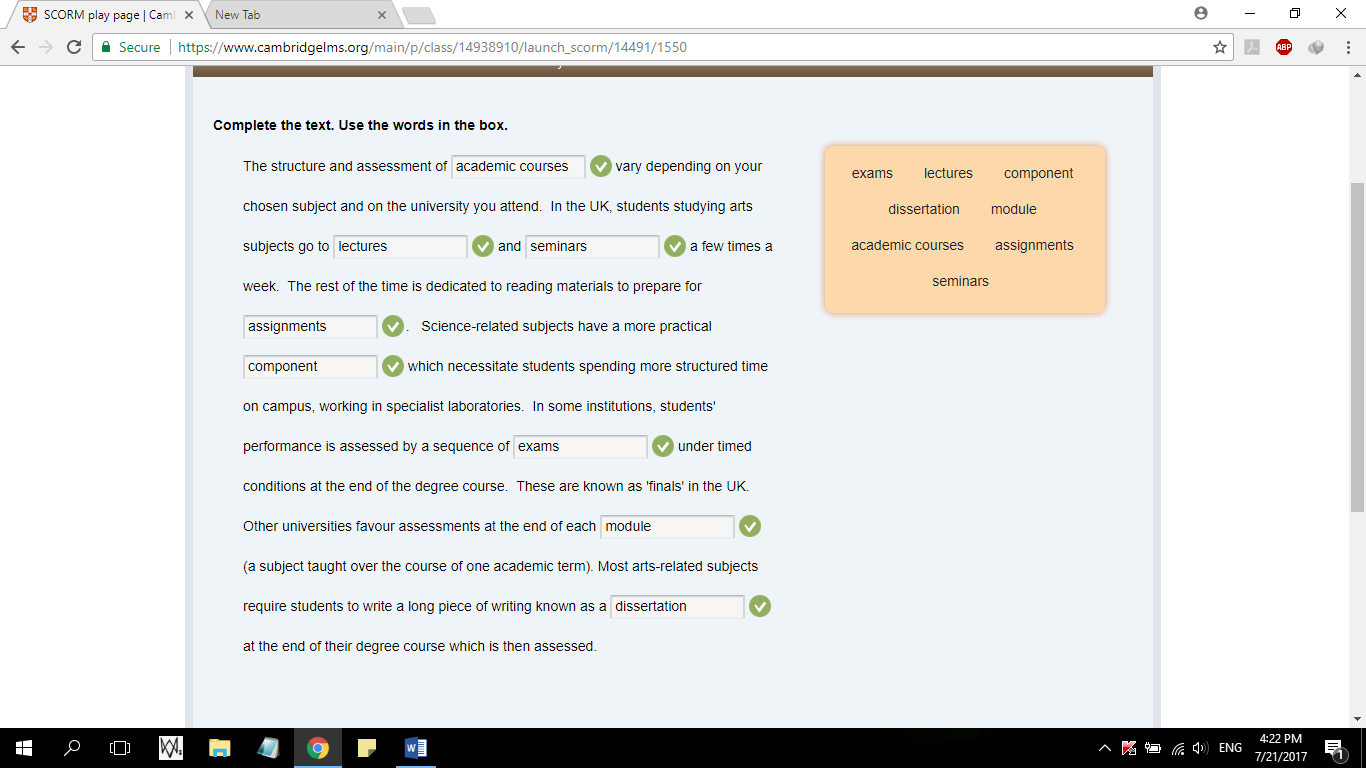 SCORM play page | Cam
New Tab
Secure | https://www.cambridgelms.org/main/p/class/14938910/launch_scorm/14491/1550
ABP
Complete the text. Use the words in the box.
The structure and assessment of academic courses vary depending on your
chosen subject and on the university you attend. In the UK, students studying arts
subjects go to lectures and seminars a few times a
week. The rest of the time is dedicated to reading materials to prepare for
assignments . Science-related subjects have a more practical
component which necessitate students spending more structured time
on campus, working in specialist laboratories. In some institutions, students'
performance is assessed by a sequence of exams under timed
conditions at the end of the degree course. These are known as 'finals' in the UK.
Other universities favour assessments at the end of each module
(a subject taught over the course of one academic term). Most arts-related subjects
require students to write a long piece of writing known as a dissertation
at the end of their degree course which is then assessed.
exams lectures component
dissertation module
academic courses assignments
seminars
ENG
4:22 PM
7/21/2017
1